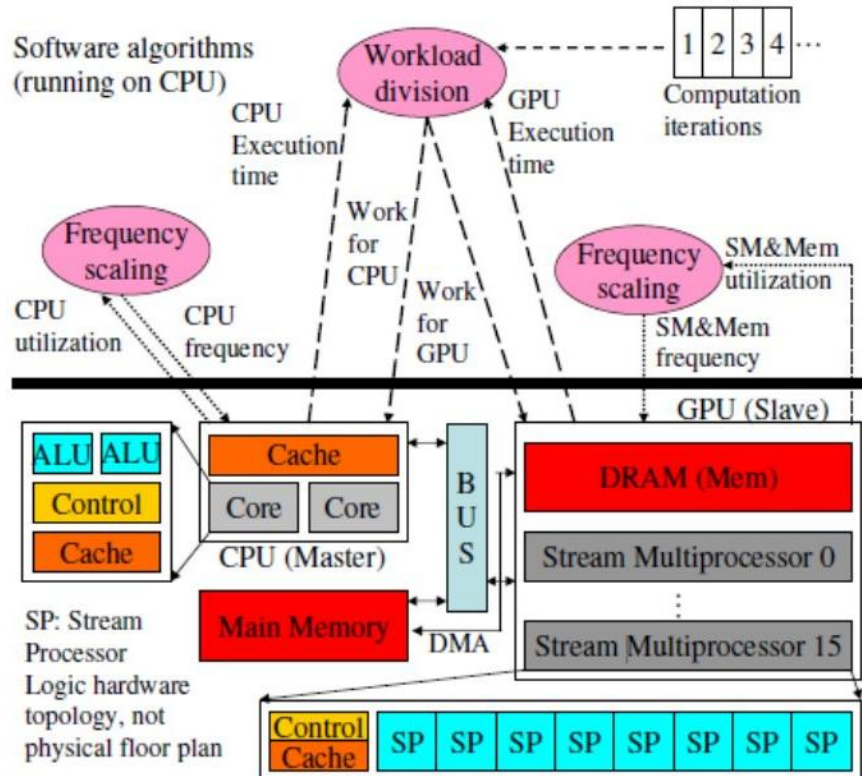 Software algorithms
(running on CPU)
Workload
division
1 2 3 4 ...
Computation
iterations
CPU
Execution
time
GPU
Execution
time
Work
for
CPU
Work
for
GPU
Frequency
scaling
CPU
utilization
CPU
frequency
Frequency
scaling
SM&Mem
utilization
SM&Mem
frequency
GPU (Slave)
ALU ALU
Control
Cache
Cache
Core Core
CPU (Master)
BUS
DRAM (Mem)
Stream Multiprocessor 0
⋮
Stream Multiprocessor 15
Main Memory
DMA
SP: Stream
Processor
Logic hardware
topology, not
physical floor plan
Control
Cache
SP SP SP SP SP SP SP SP